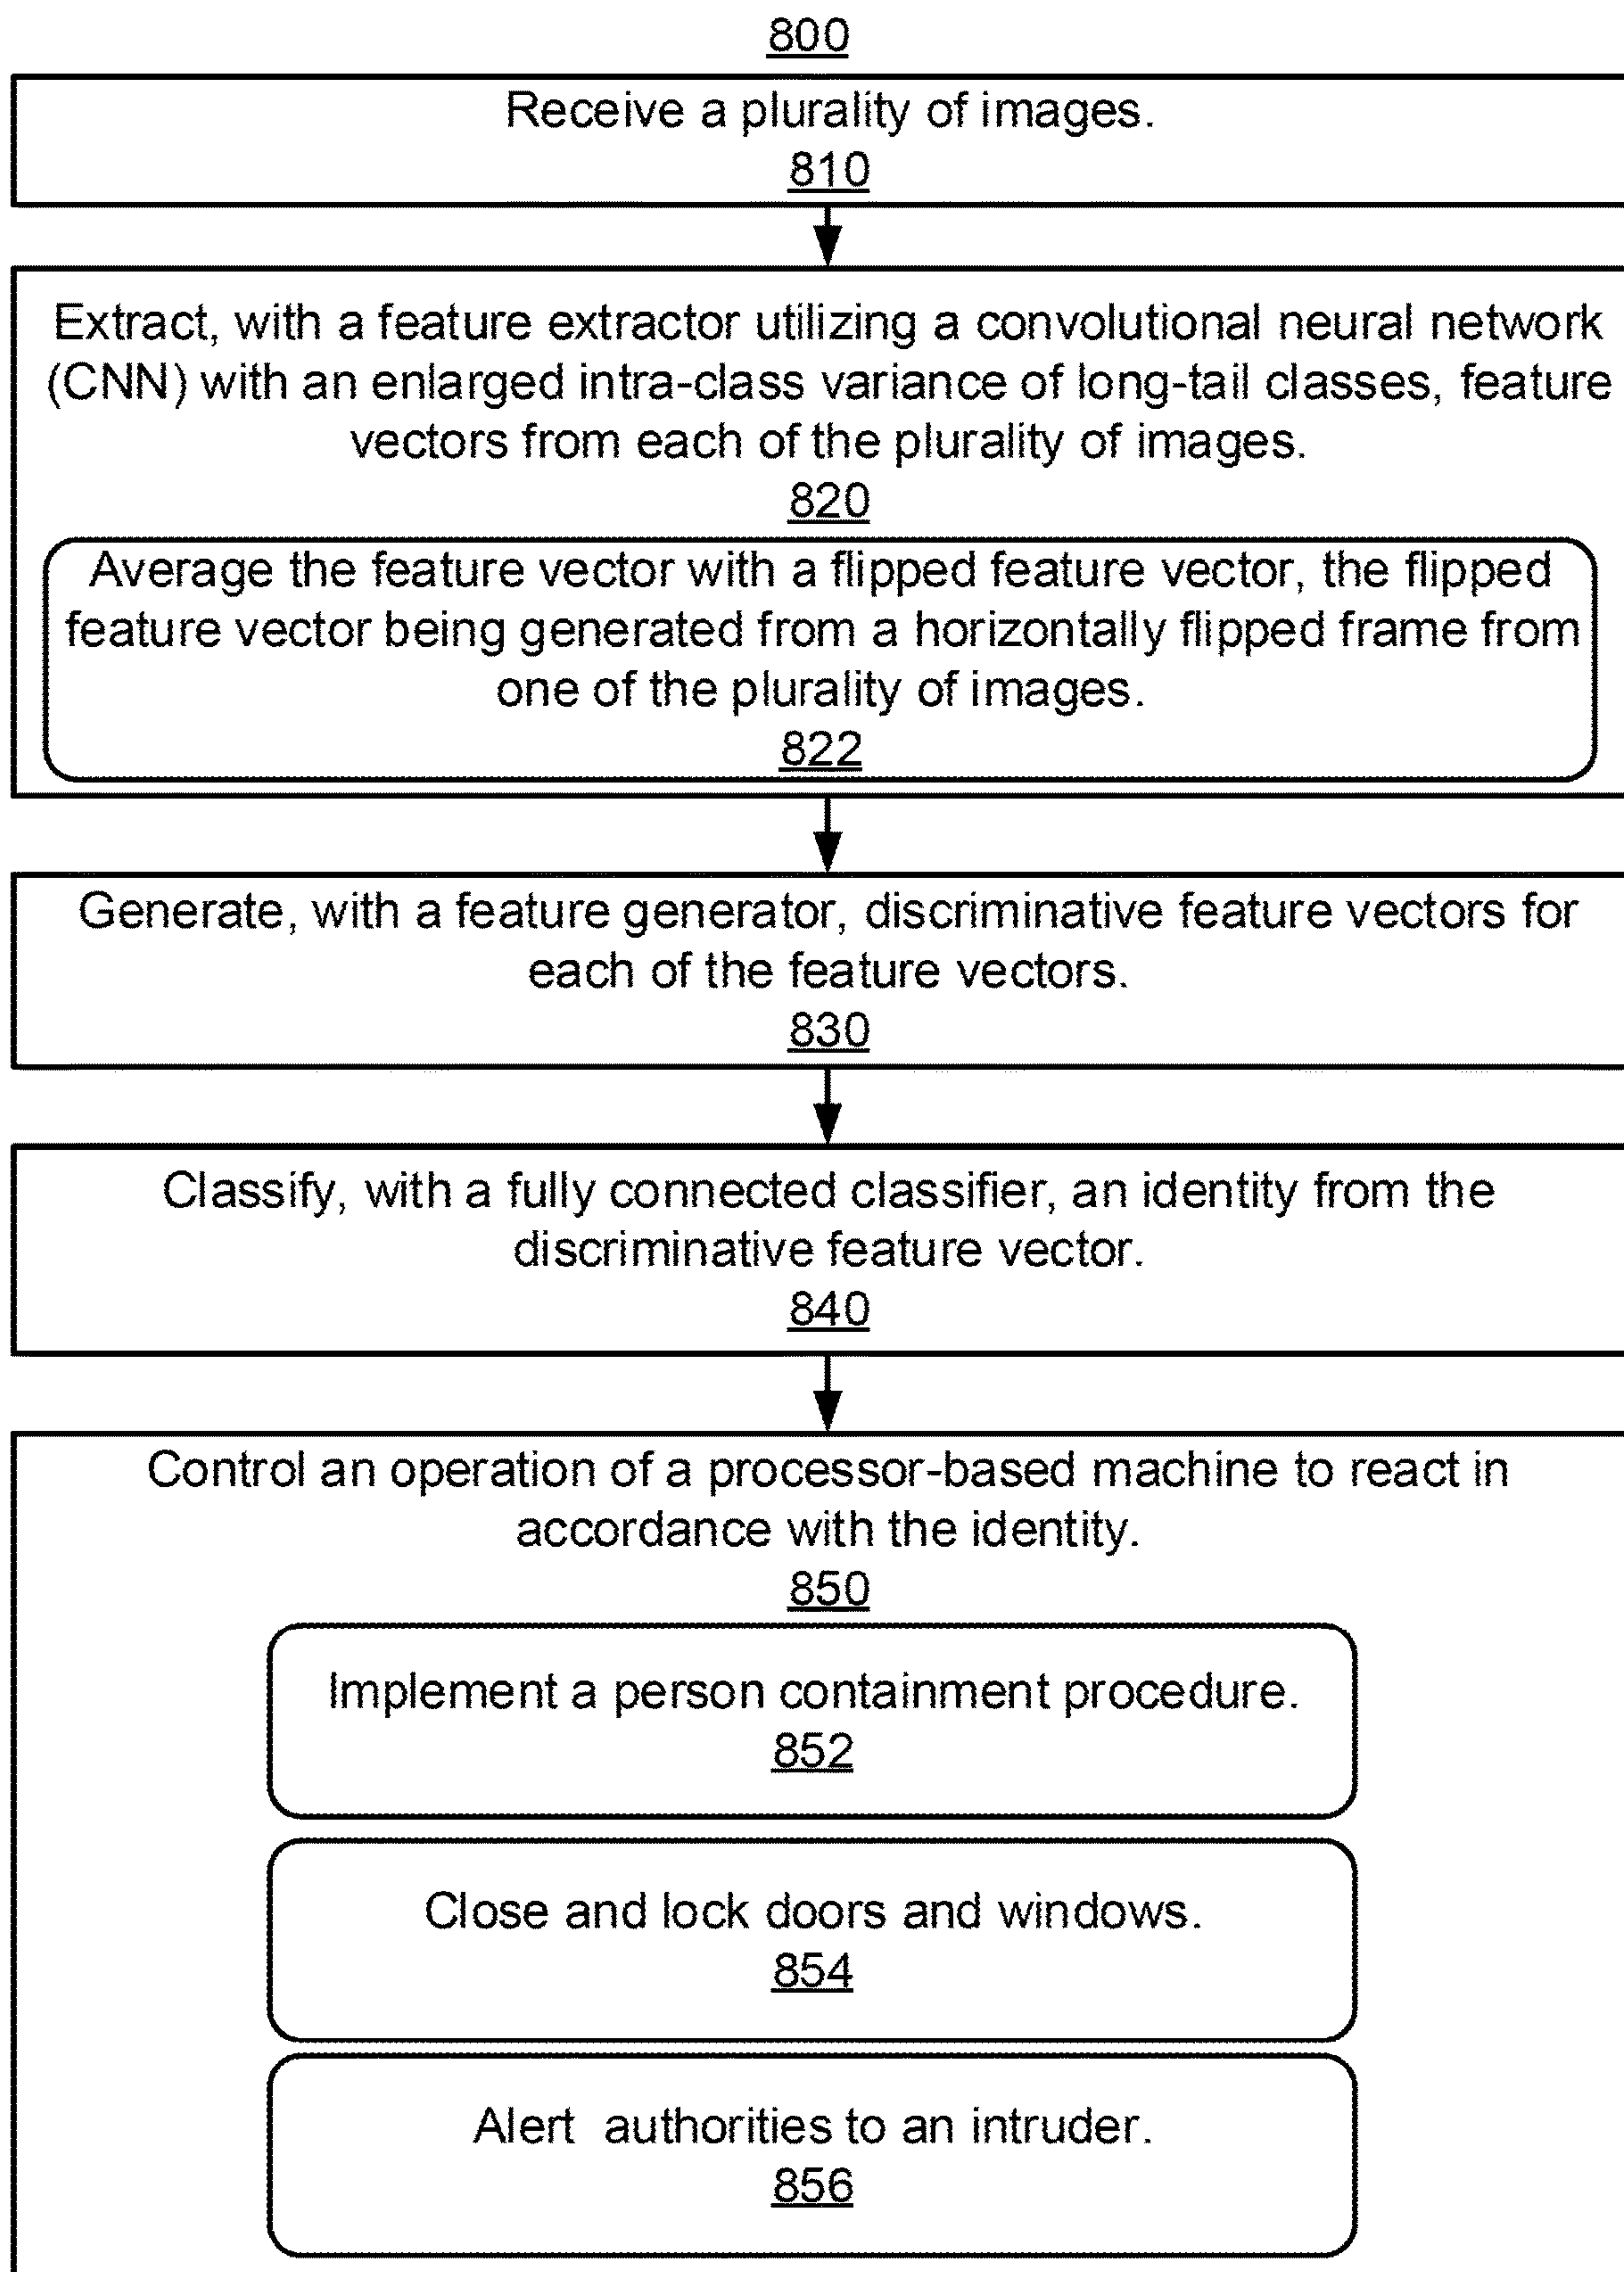 800
Receive a plurality of images.
810
Extract, with a feature extractor utilizing a convolutional neural network
(CNN) with an enlarged intra-class variance of long-tail classes, feature
vectors from each of the plurality of images.
820
Average the feature vector with a flipped feature vector, the flipped
feature vector being generated from a horizontally flipped frame from
one of the plurality of images.
822
Generate, with a feature generator, discriminative feature vectors for
each of the feature vectors.
830
Classify, with a fully connected classifier, an identity from the
discriminative feature vector.
840
Control an operation of a processor-based machine to react in
accordance with the identity.
850
Implement a person containment procedure.
852
Close and lock doors and windows.
854
Alert authorities to an intruder.
856